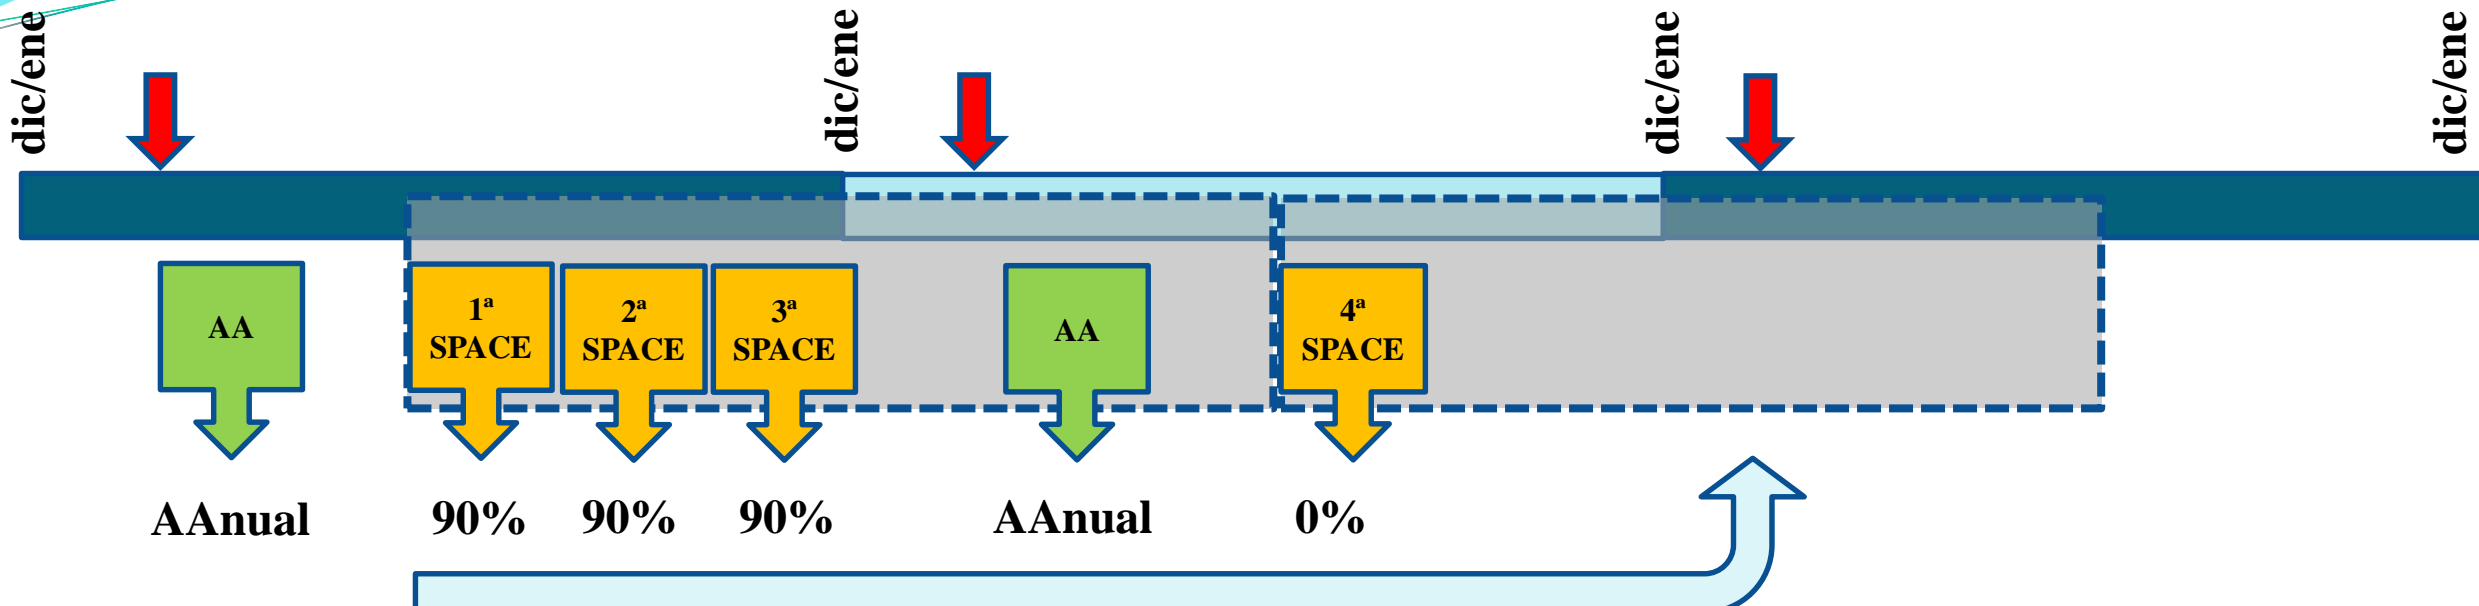 dic/ene
dic/ene
dic/ene
dic/ene
AA
1ª
SPACE
2ª
SPACE
3ª
SPACE
AA
4ª
SPACE
AAnual
90%
90%
90%
AAnual
0%